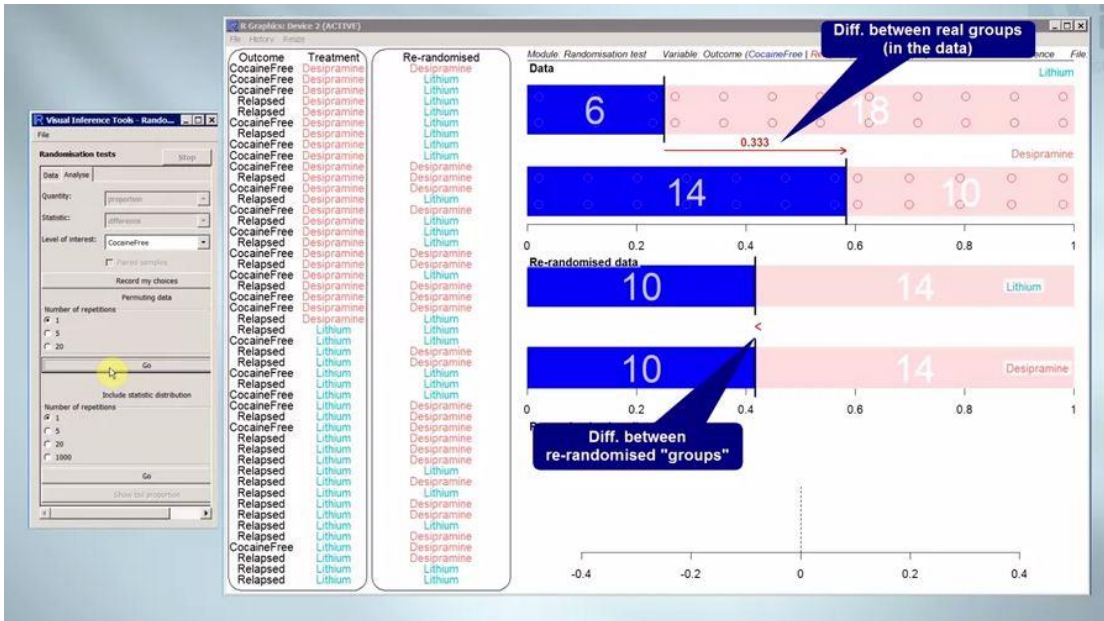 Visual Inference Tools - Rando...
File
Randomisation tests
Stop
Data Analyse
Quantity: proportion
Statistic: difference
Level of interest: CocaineFree
Paired samples
Record my choices
Permuting data
Number of repetitions
1
5
20
Go
Include statistic distribution
Number of repetitions
1
5
20
1000
Go
Show tail proportion
R Graphics: Device 2 (ACTIVE)
File History Resize
Outcome Treatment Re-randomised
CocaineFree Desipramine Desipramine
CocaineFree Desipramine Lithium
CocaineFree Desipramine Lithium
Relapsed Desipramine Lithium
Relapsed Desipramine Lithium
CocaineFree Desipramine Lithium
Relapsed Desipramine Lithium
CocaineFree Desipramine Lithium
CocaineFree Desipramine Lithium
CocaineFree Desipramine Desipramine
Relapsed Desipramine Desipramine
CocaineFree Desipramine Desipramine
Relapsed Desipramine Lithium
CocaineFree Desipramine Desipramine
Relapsed Desipramine Lithium
CocaineFree Desipramine Lithium
Relapsed Desipramine Lithium
CocaineFree Desipramine Desipramine
Relapsed Desipramine Desipramine
CocaineFree Desipramine Lithium
Relapsed Desipramine Desipramine
CocaineFree Desipramine Desipramine
CocaineFree Desipramine Desipramine
Relapsed Desipramine Lithium
Relapsed Lithium Lithium
CocaineFree Lithium Lithium
Relapsed Lithium Desipramine
Relapsed Lithium Desipramine
CocaineFree Lithium Lithium
Relapsed Lithium Lithium
CocaineFree Lithium Lithium
CocaineFree Lithium Desipramine
Relapsed Lithium Desipramine
CocaineFree Lithium Desipramine
Relapsed Lithium Desipramine
Relapsed Lithium Desipramine
Relapsed Lithium Desipramine
Relapsed Lithium Lithium
Relapsed Lithium Desipramine
Relapsed Lithium Lithium
Relapsed Lithium Desipramine
Relapsed Lithium Desipramine
Relapsed Lithium Lithium
Relapsed Lithium Desipramine
CocaineFree Lithium Desipramine
Relapsed Lithium Desipramine
Relapsed Lithium Lithium
Relapsed Lithium Lithium
Module Randomisation test Variable Outcome (CocaineFree |
Diff. between real groups
(in the data)
Data
Lithium
6 18
0.333
Desipramine
14 10
0 0.2 0.4 0.6 0.8 1
Re-randomised data
10 14 Lithium
<
10 14 Desipramine
0 0.2 0.4 0.6 0.8 1
Diff. between
re-randomised "groups"
-0.4 -0.2 0 0.2 0.4